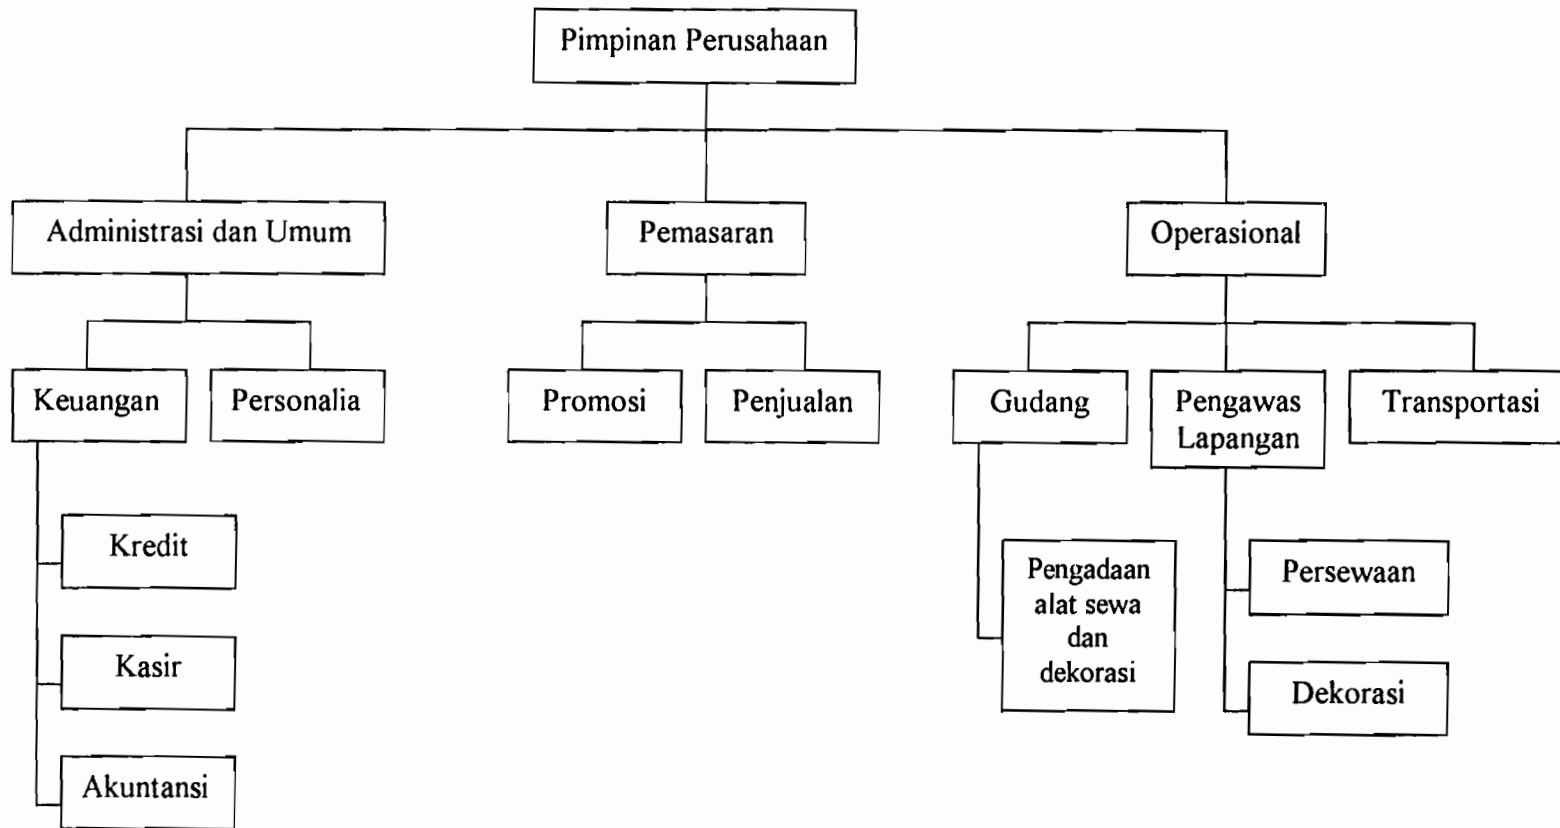 Pimpinan Perusahaan
Administrasi dan Umum
Pemasaran
Operasional
Keuangan
Personalia
Promosi
Penjualan
Gudang
Pengawas
Lapangan
Transportasi
Kredit
Kasir
Akuntansi
Pengadaan
alat sewa
dan
dekorasi
Persewaan
Dekorasi